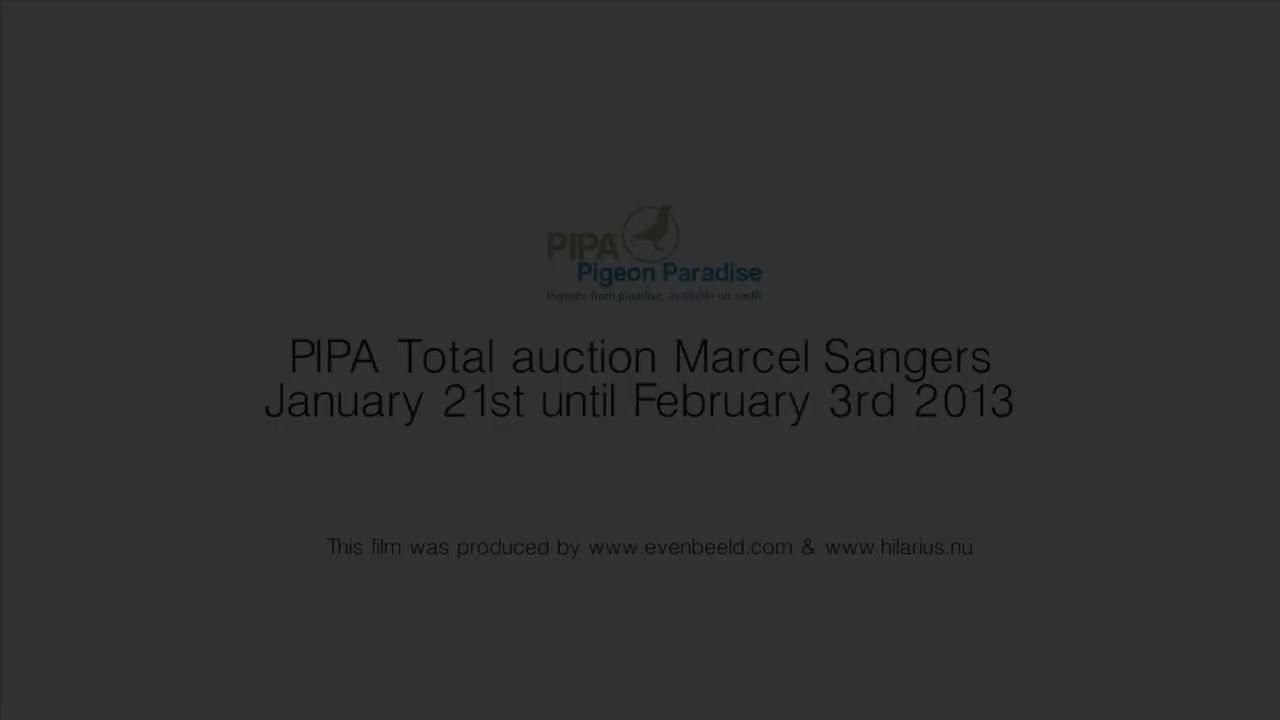 PIPA
Pigeon Paradise
Pigeons from paradise, available on earth
PIPA Total auction Marcel Sangers
January 21st until February 3rd 2013
This film was produced by www.evenbeeld.com & www.hilarius.nu